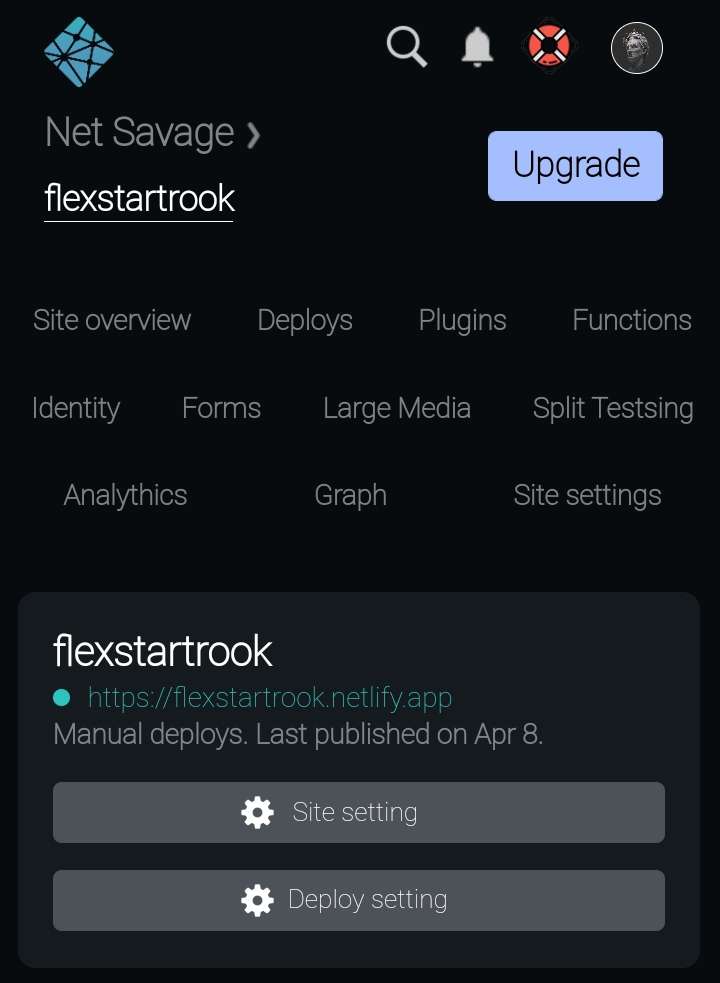 Net Savage
Upgrade
flexstartrook
Site overview Deploys Plugins Functions
Identity Forms Large Media Split Testsing
Analythics Graph Site settings
flexstartrook
https://flexstartrook.netlify.app
Manual deploys. Last published on Apr 8.
Site setting
Deploy setting